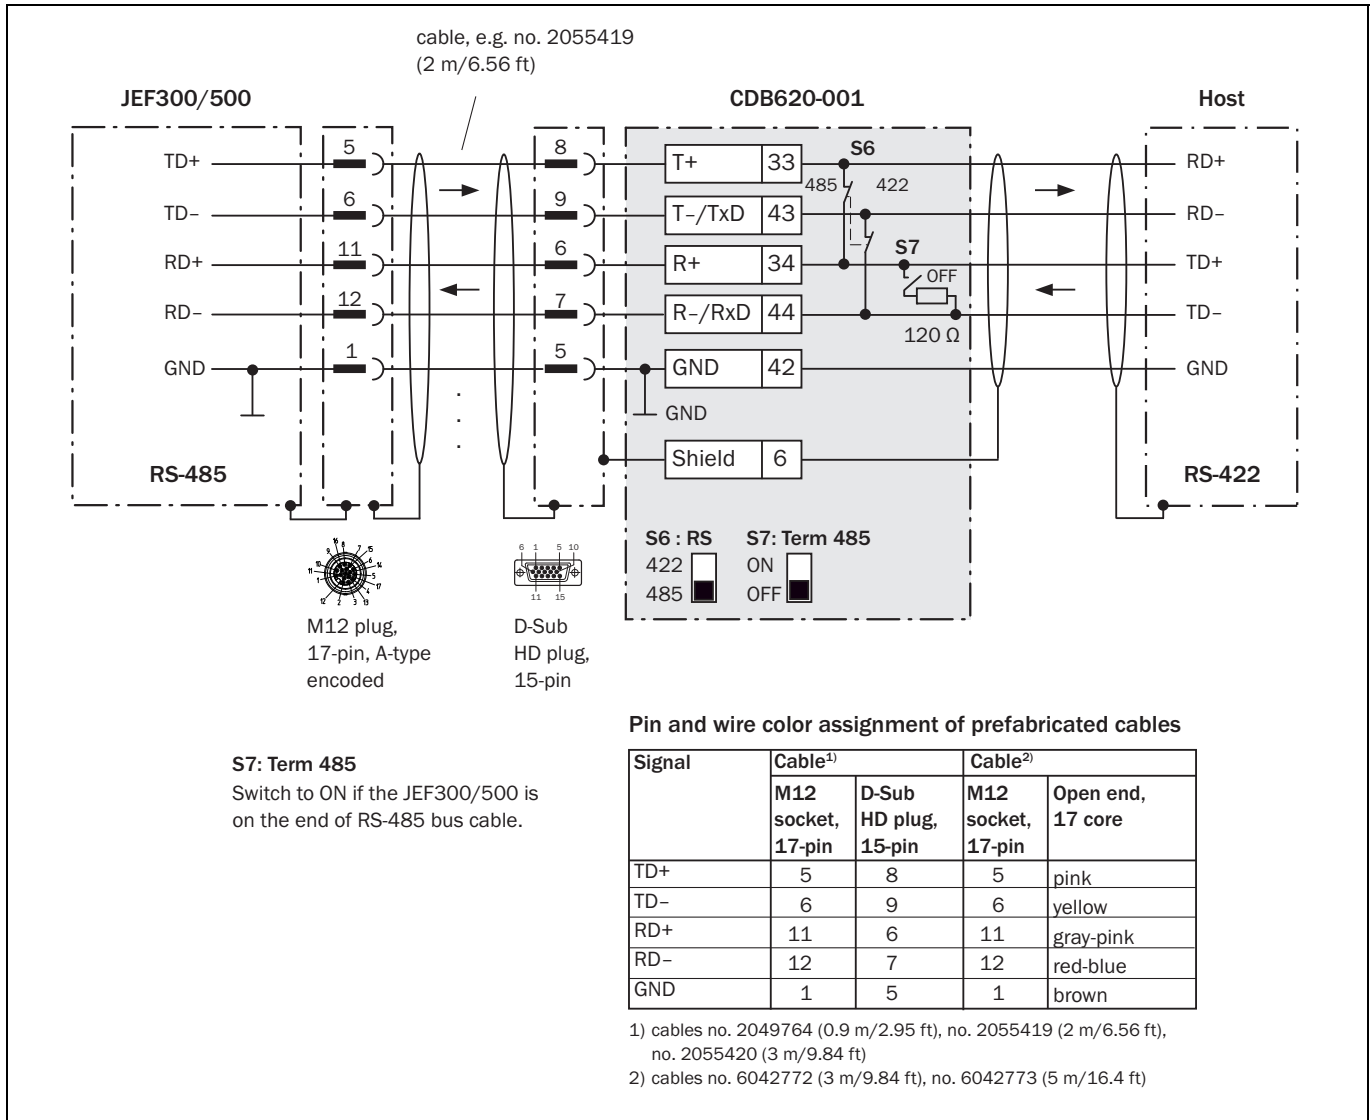 cable, e.g. no. 2055419
(2 m/6.56 ft)
JEF300/500 CDB620-001 Host
TD+ 5 8 T+ 33 S6 RD+
485 422
TD– 6 9 T–/TxD 43 RD–
S7
RD+ 11 6 R+ 34 TD+
OFF
RD– 12 7 R–/RxD 44 TD–
120 Ω
GND 1 5 GND 42 GND
GND
Shield 6
RS-485 RS-422
S6 : RS S7: Term 485
422 ON
485 OFF
6 1 5 10
11 15
M12 plug,
17-pin, A-type
encoded
D-Sub
HD plug,
15-pin
S7: Term 485
Switch to ON if the JEF300/500 is
on the end of RS-485 bus cable.
Pin and wire color assignment of prefabricated cables
Signal Cable1) Cable2)
M12 socket, 17-pin D-Sub HD plug, 15-pin M12 socket, 17-pin Open end, 17 core
TD+ 5 8 5 pink
TD– 6 9 6 yellow
RD+ 11 6 11 gray-pink
RD– 12 7 12 red-blue
GND 1 5 1 brown
1) cables no. 2049764 (0.9 m/2.95 ft), no. 2055419 (2 m/6.56 ft),
no. 2055420 (3 m/9.84 ft)
2) cables no. 6042772 (3 m/9.84 ft), no. 6042773 (5 m/16.4 ft)